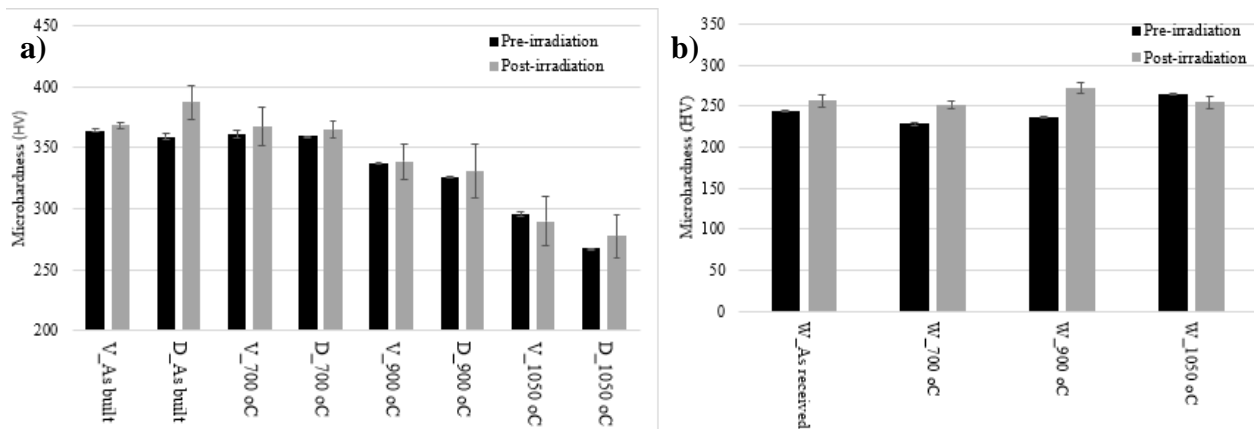 a)
450
400
350
300
250
200
Microhardness (HV)
Pre-irradiation
Post-irradiation
V_As built
D_As built
V_700 oC
D_700 oC
V_900 oC
D_900 oC
V_1050 oC
D_1050 oC
b)
350
300
250
200
150
100
50
0
Microhardness (HV)
Pre-irradiation
Post-irradiation
W_As received
W_700 oC
W_900 oC
W_1050 oC